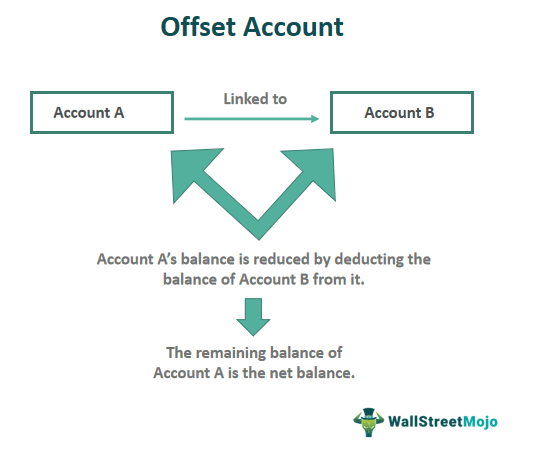 Offset Account
Linked to
Account A
Account B
Account A's balance is reduced by deducting the
balance of Account B from it.
The remaining balance of
Account A is the net balance.
WallStreetMojo